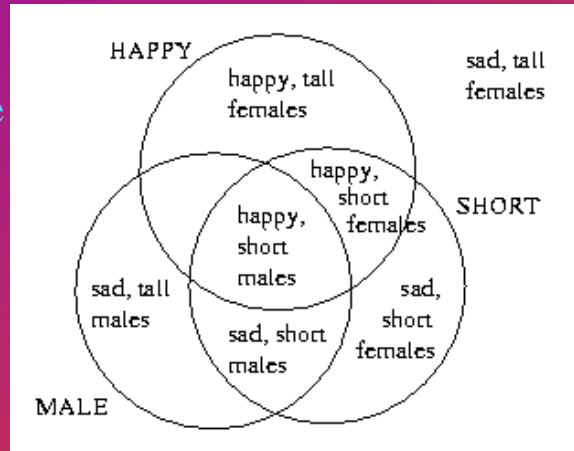 HAPPY
happy, tall
females
sad, tall
females
happy,
short
females
SHORT
happy,
short
males
sad, tall
males
sad,
short
females
sad, short
males
MALE